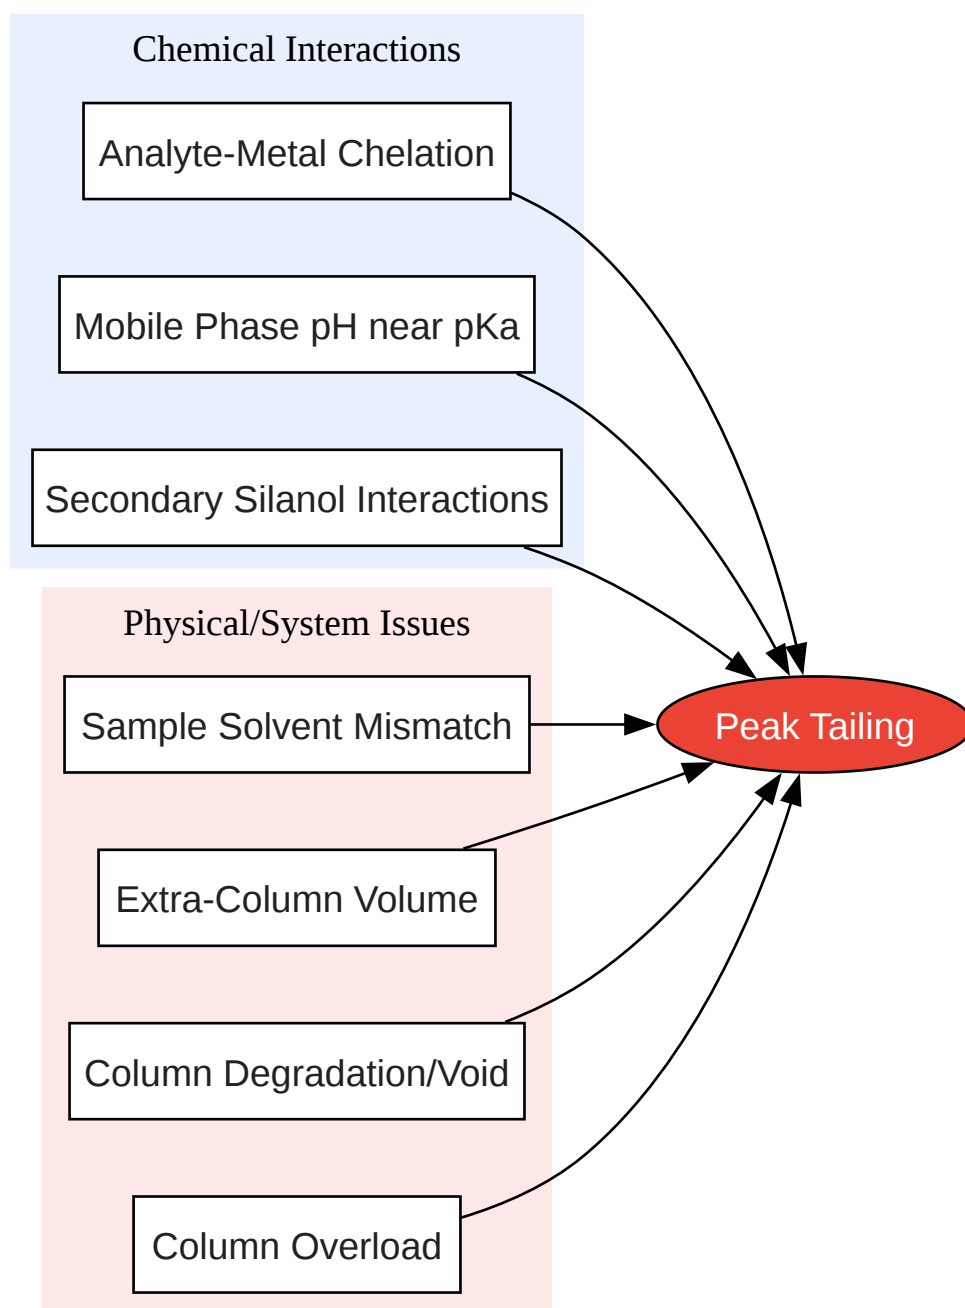 Chemical Interactions
Analyte-Metal Chelation
Mobile Phase pH near pKa
Secondary Silanol Interactions
Physical/System Issues
Sample Solvent Mismatch
Peak Tailing
Extra-Column Volume
Column Degradation/Void
Column Overload